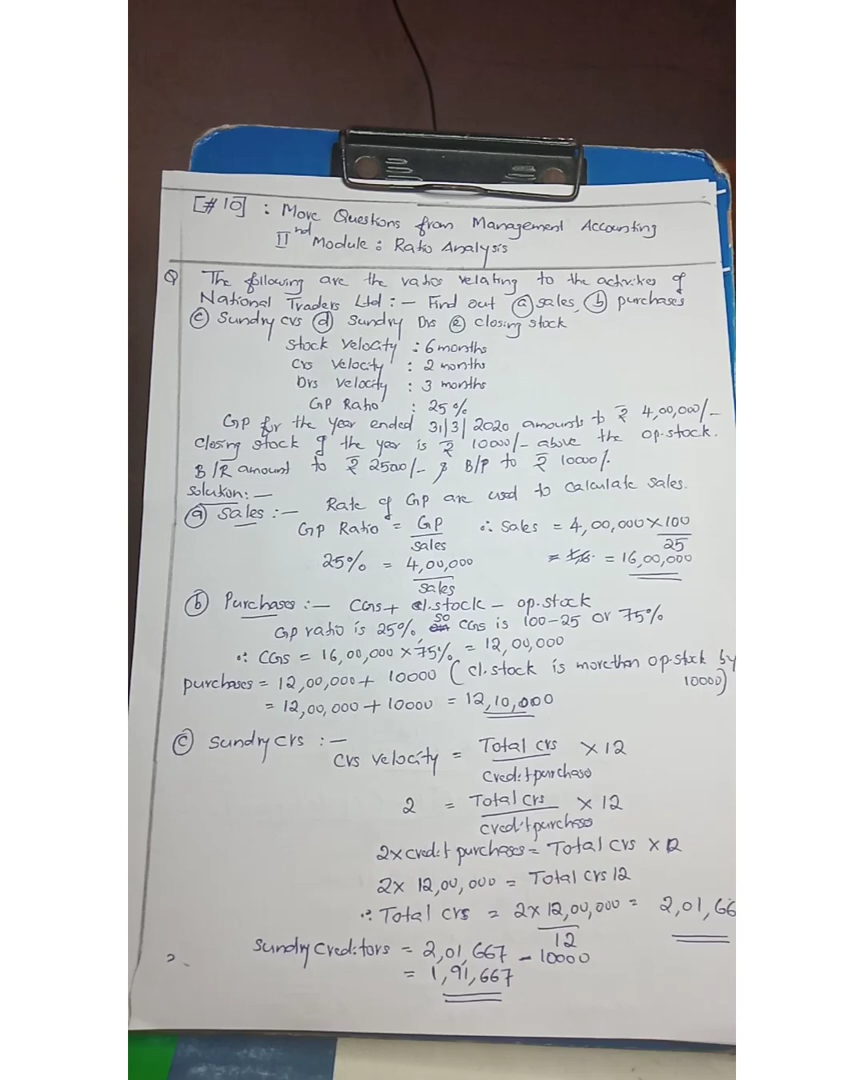 [#10] : More Questions from Management Accounting
IInd Module : Ratio Analysis
Q The following are the ratios relating to the activites of
National Traders Ltd : – Find out (a) sales, (b) purchases
(c) Sundry crs (d) Sundry Drs (e) closing stock
Stock Velocity : 6 months
Crs Velocity : 2 months
Drs Velocity : 3 months
GP Ratio : 25%
GP for the year ended 31/3/2020 amounts to ₹ 4,00,000/–
closing stock of the year is ₹ 10000/– above the op.stock.
B/R amount to ₹ 2500/– & B/P to ₹ 10000/.
solution: –
(a) Sales :– Rate of GP are used to calculate sales.
GP Ratio = GP/sales ∴ Sales = 4,00,000 × 100/25
25% = 4,00,000/sales = = 16,00,000
(b) Purchases :– CGS + cl.stock – op.stock
GP ratio is 25%, so CGS is 100-25 or 75%
∴ CGS = 16,00,000 × 75% = 12,00,000
purchases = 12,00,000 + 10000 (cl.stock is more than op.stock by 10000)
= 12,00,000 + 10000 = 12,10,000
(c) Sundry crs : –
Crs velocity = Total crs/credit purchase × 12
2 = Total crs/credit purchase × 12
2 x credit purchases = Total crs × 12
2x 12,00,000 = Total crs 12
∴ Total crs = 2x 12,00,000/12 = 2,01,66
Sundry Creditors = 2,01,667 – 10000
= 1,91,667